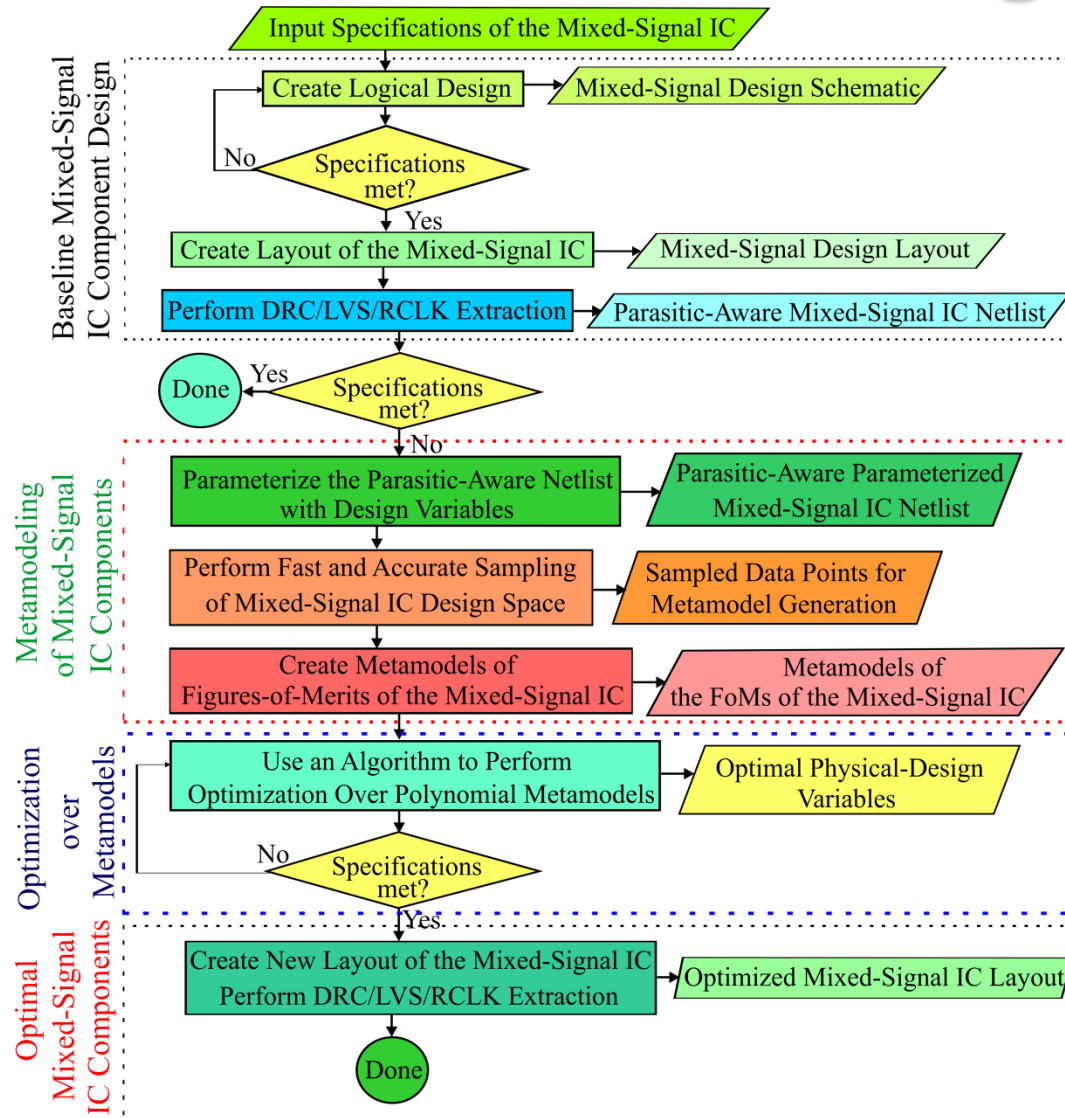 Input Specifications of the Mixed-Signal IC
Baseline Mixed-Signal
IC Component Design
Create Logical Design
Mixed-Signal Design Schematic
No
Specifications
met?
Yes
Create Layout of the Mixed-Signal IC
Mixed-Signal Design Layout
Perform DRC/LVS/RCLK Extraction
Parasitic-Aware Mixed-Signal IC Netlist
Done
Yes
Specifications
met?
No
Metamodeling
of Mixed-Signal
IC Components
Parameterize the Parasitic-Aware Netlist
with Design Variables
Parasitic-Aware Parameterized
Mixed-Signal IC Netlist
Perform Fast and Accurate Sampling
of Mixed-Signal IC Design Space
Sampled Data Points for
Metamodel Generation
Create Metamodels of
Figures-of-Merits of the Mixed-Signal IC
Metamodels of
the FoMs of the Mixed-Signal IC
Optimization
over
Metamodels
Use an Algorithm to Perform
Optimization Over Polynomial Metamodels
Optimal Physical-Design
Variables
No
Specifications
met?
Yes
Optimal
Mixed-Signal
IC Components
Create New Layout of the Mixed-Signal IC
Perform DRC/LVS/RCLK Extraction
Optimized Mixed-Signal IC Layout
Done